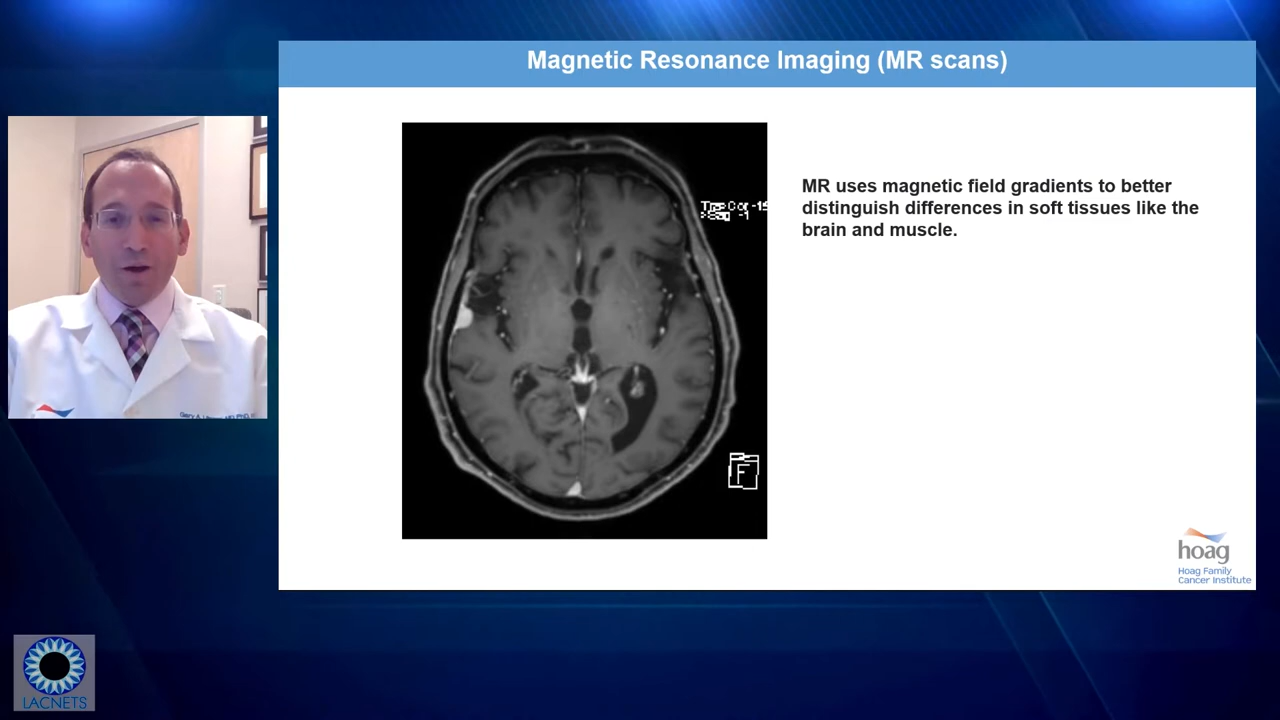 Magnetic Resonance Imaging (MR scans)
MR uses magnetic field gradients to better
distinguish differences in soft tissues like the
brain and muscle.
F
hoag
Hoag Family
Cancer Institute
LACNETS